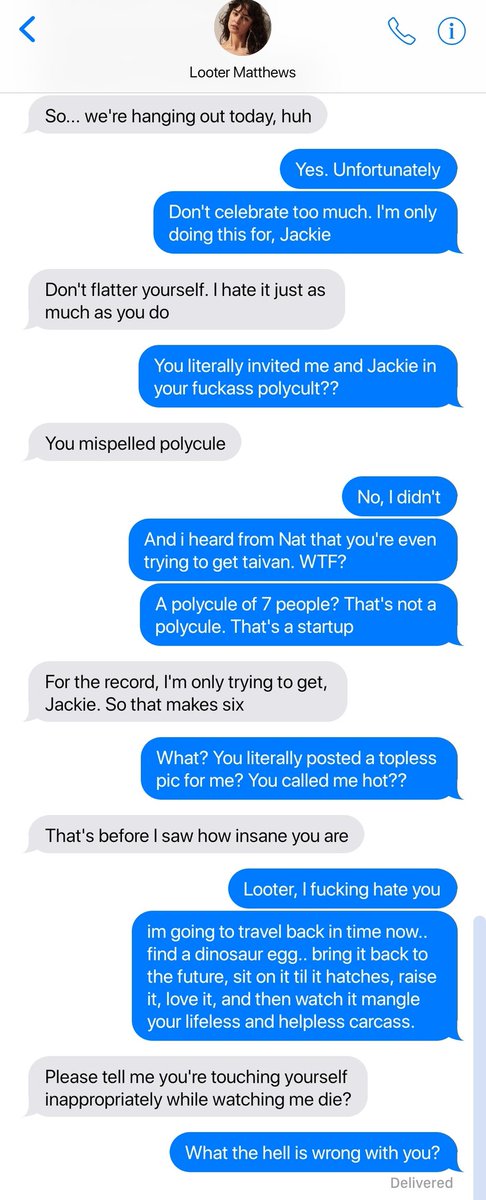 Looter Matthews
So... we're hanging out today, huh
Yes. Unfortunately
Don't celebrate too much. I'm only
doing this for, Jackie
Don't flatter yourself. I hate it just as
much as you do
You literally invited me and Jackie in
your fuckass polycult??
You mispelled polycule
No, I didn't
And i heard from Nat that you're even
trying to get taivan. WTF?
A polycule of 7 people? That's not a
polycule. That's a startup
For the record, I'm only trying to get,
Jackie. So that makes six
What? You literally posted a topless
pic for me? You called me hot??
That's before I saw how insane you are
Looter, I fucking hate you
im going to travel back in time now..
find a dinosaur egg.. bring it back to
the future, sit on it til it hatches, raise
it, love it, and then watch it mangle
your lifeless and helpless carcass.
Please tell me you're touching yourself
inappropriately while watching me die?
What the hell is wrong with you?
Delivered